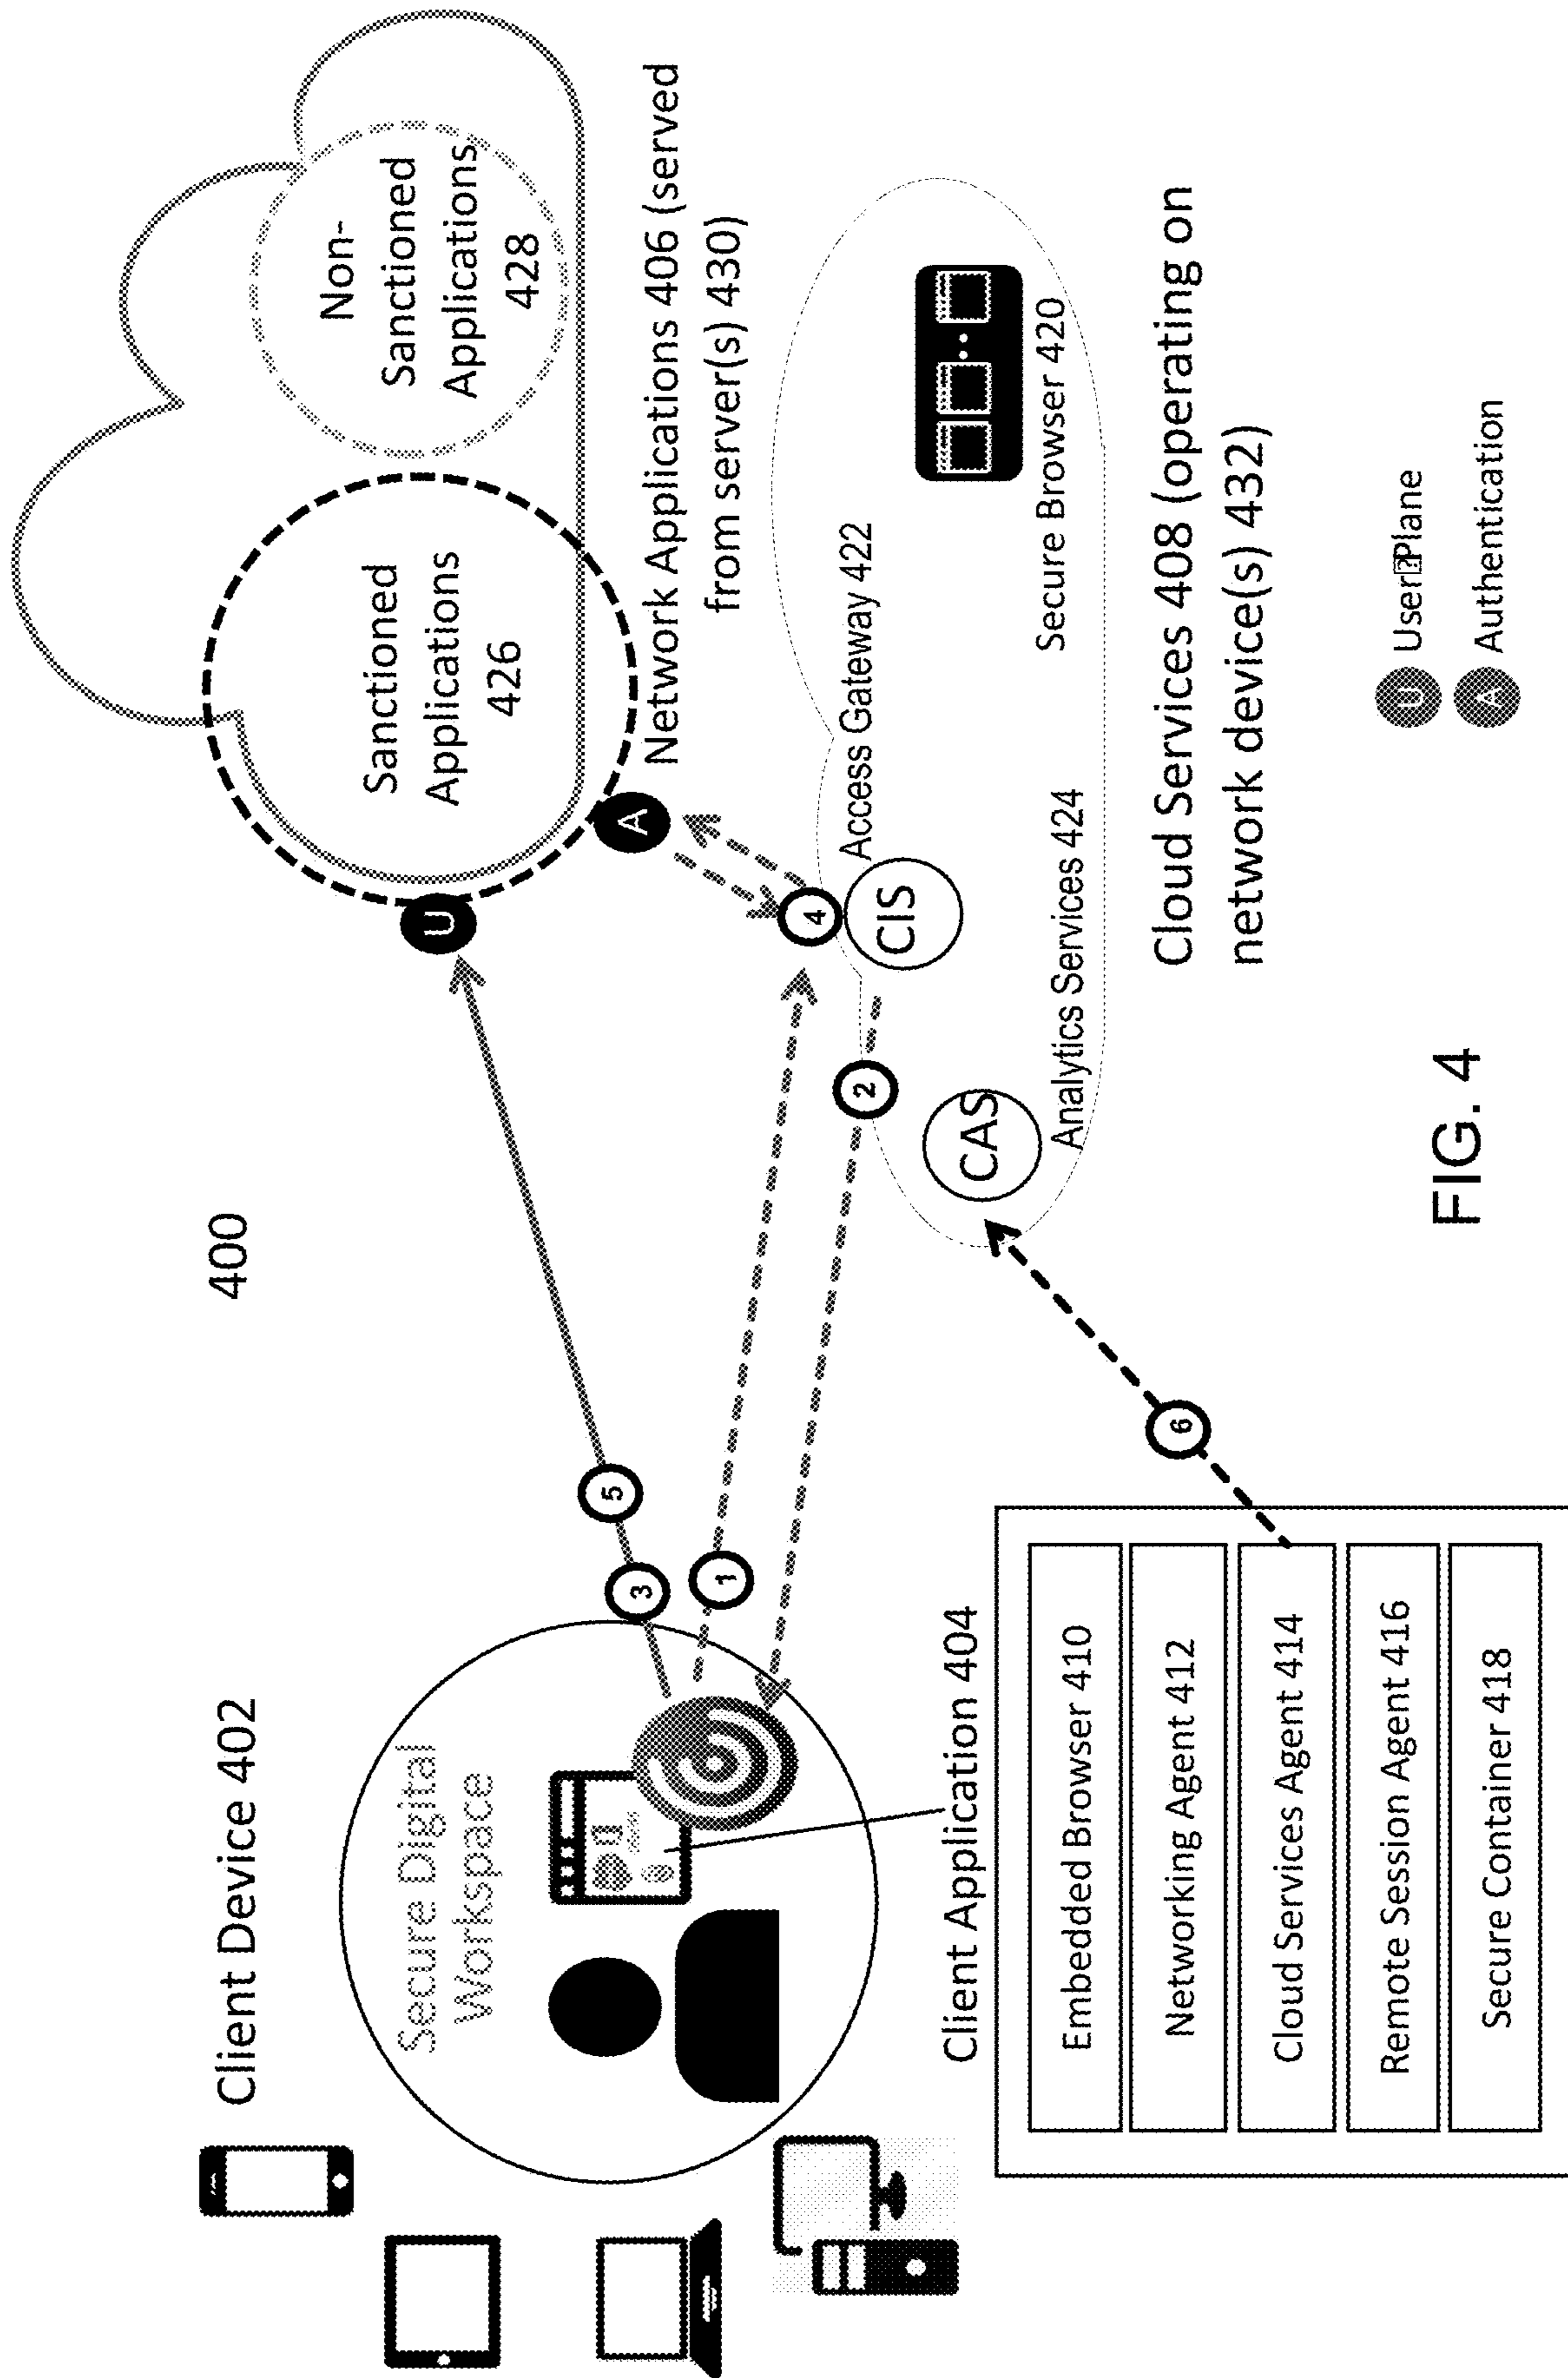 400
Client Device 402
Secure Digital
Workspace
3
5
1
2
4
6
U
A
Sanctioned
Applications
426
Non-
Sanctioned
Applications
428
Network Applications 406 (served
from server(s) 430)
Access Gateway 422
CIS
CAS
Analytics Services 424
Secure Browser 420
Cloud Services 408 (operating on
network device(s) 432)
Client Application 404
Embedded Browser 410
Networking Agent 412
Cloud Services Agent 414
Remote Session Agent 416
Secure Container 418
U User⍰Plane
A Authentication
FIG. 4